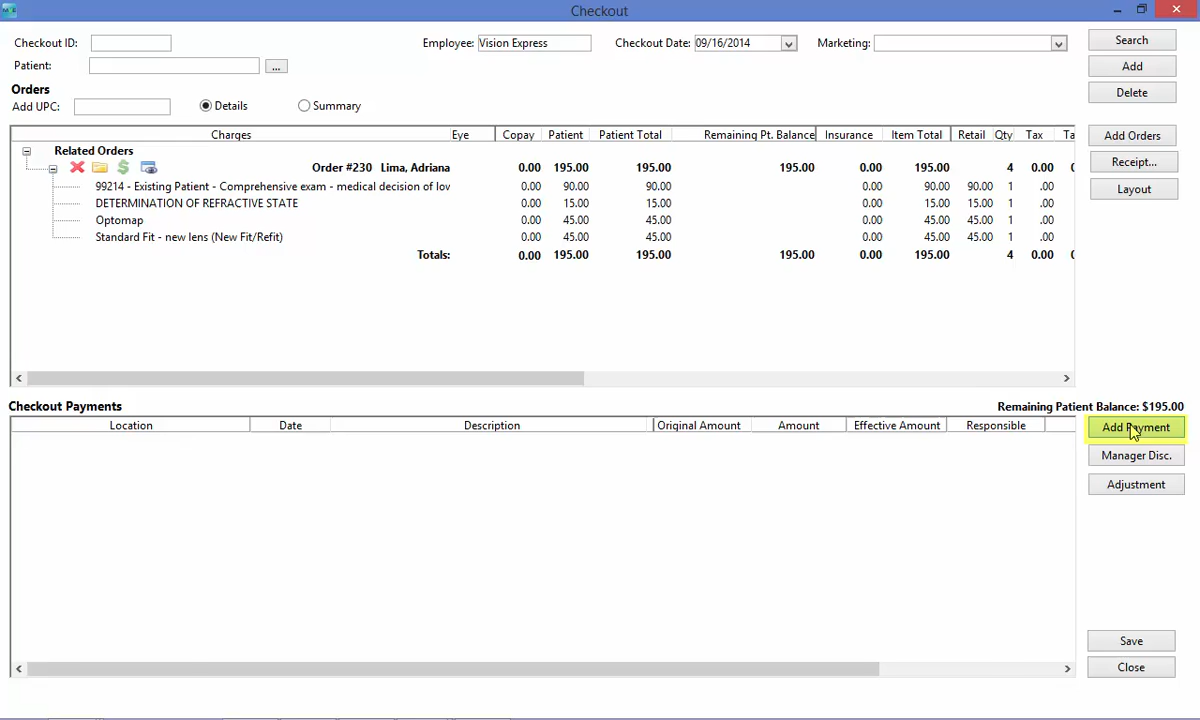 Checkout
Checkout ID: Employee: Vision Express Checkout Date: 09/16/2014 Marketing: Search
Patient: ... Add
Orders
Add UPC: Details Summary Delete
Charges Eye Copay Patient Patient Total Remaining Pt. Balance Insurance Item Total Retail Qty Tax Ta Add Orders
Related Orders
Order #230 Lima, Adriana 0.00 195.00 195.00 195.00 0.00 195.00 4 0.00 Receipt...
99214 - Existing Patient - Comprehensive exam - medical decision of lov 0.00 90.00 90.00 0.00 90.00 90.00 1 .00 Layout
DETERMINATION OF REFRACTIVE STATE 0.00 15.00 15.00 0.00 15.00 15.00 1 .00
Optomap 0.00 45.00 45.00 0.00 45.00 45.00 1 .00
Standard Fit - new lens (New Fit/Refit) 0.00 45.00 45.00 0.00 45.00 45.00 1 .00
Totals: 0.00 195.00 195.00 195.00 0.00 195.00 4 0.00
Checkout Payments Remaining Patient Balance: $195.00
Location Date Description Original Amount Amount Effective Amount Responsible Add Payment
Manager Disc.
Adjustment
Save
Close